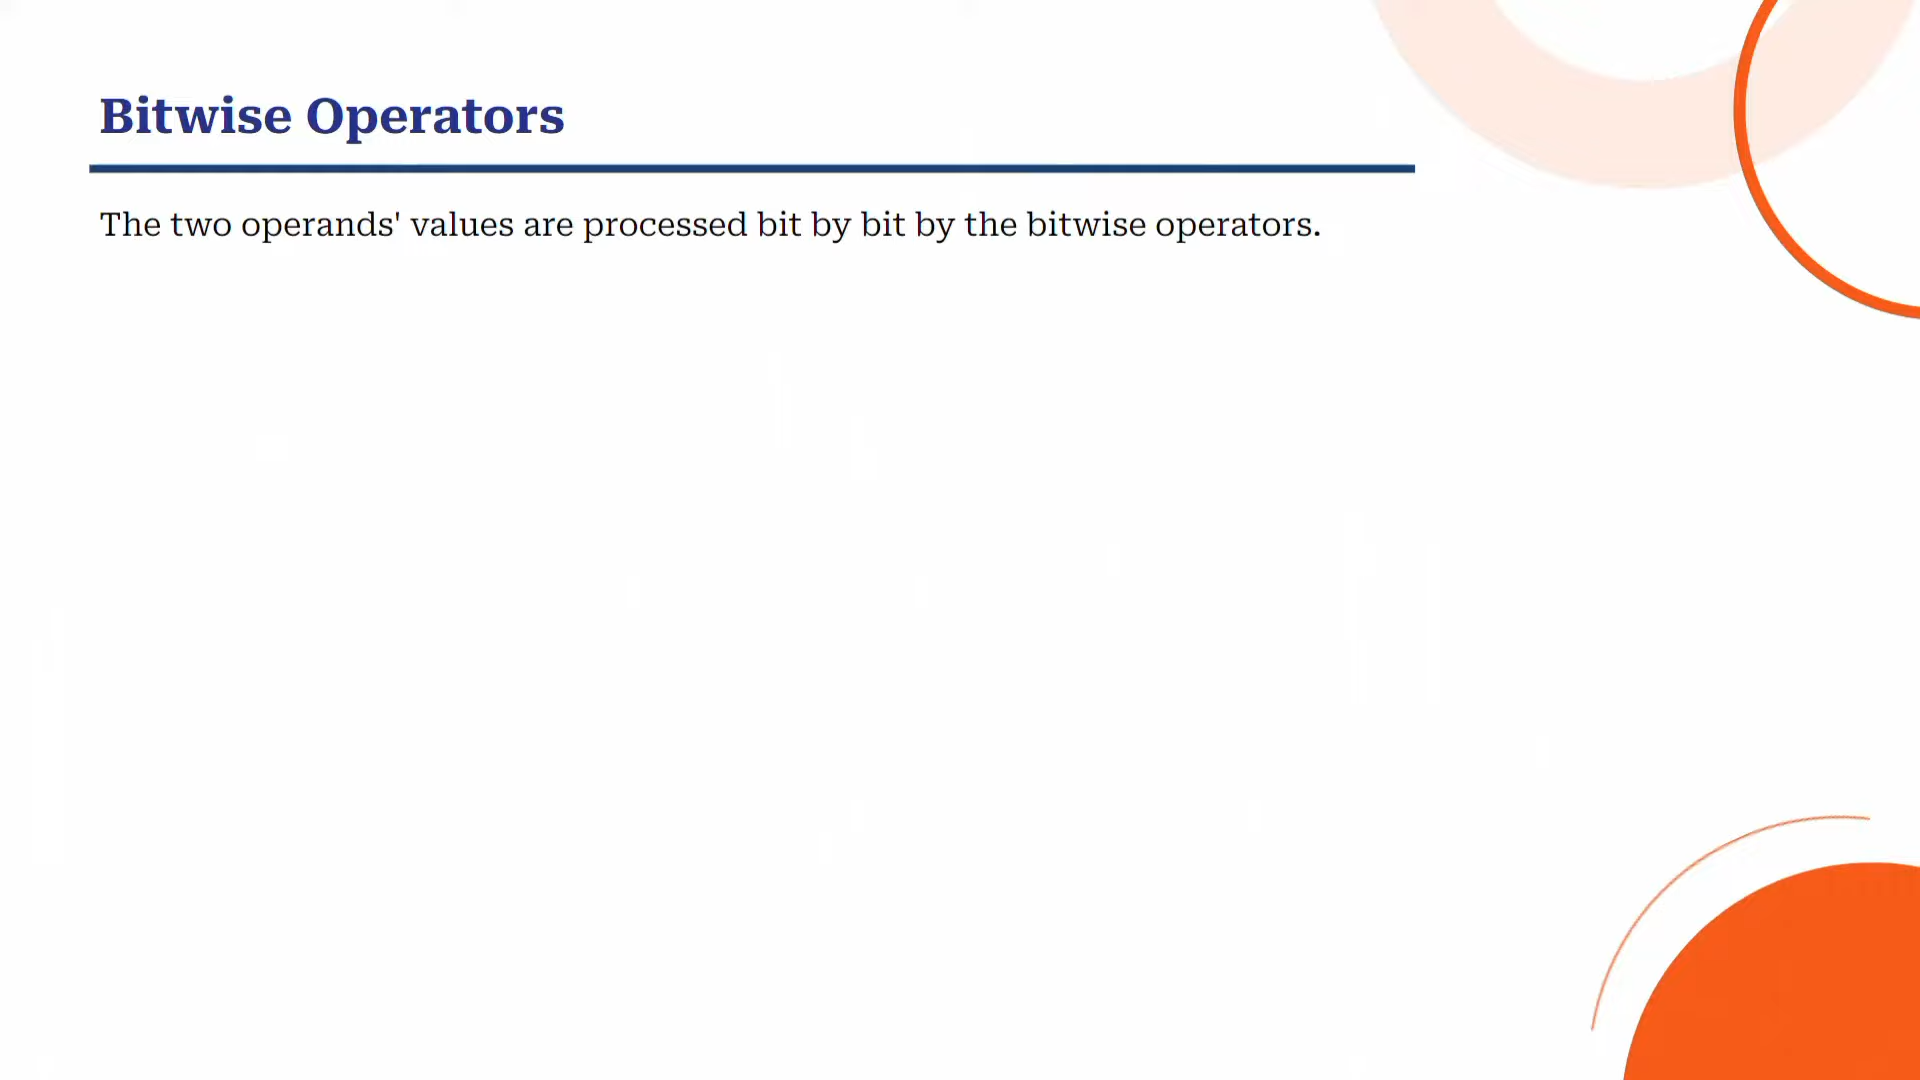 Bitwise Operators
The two operands' values are processed bit by bit by the bitwise operators.